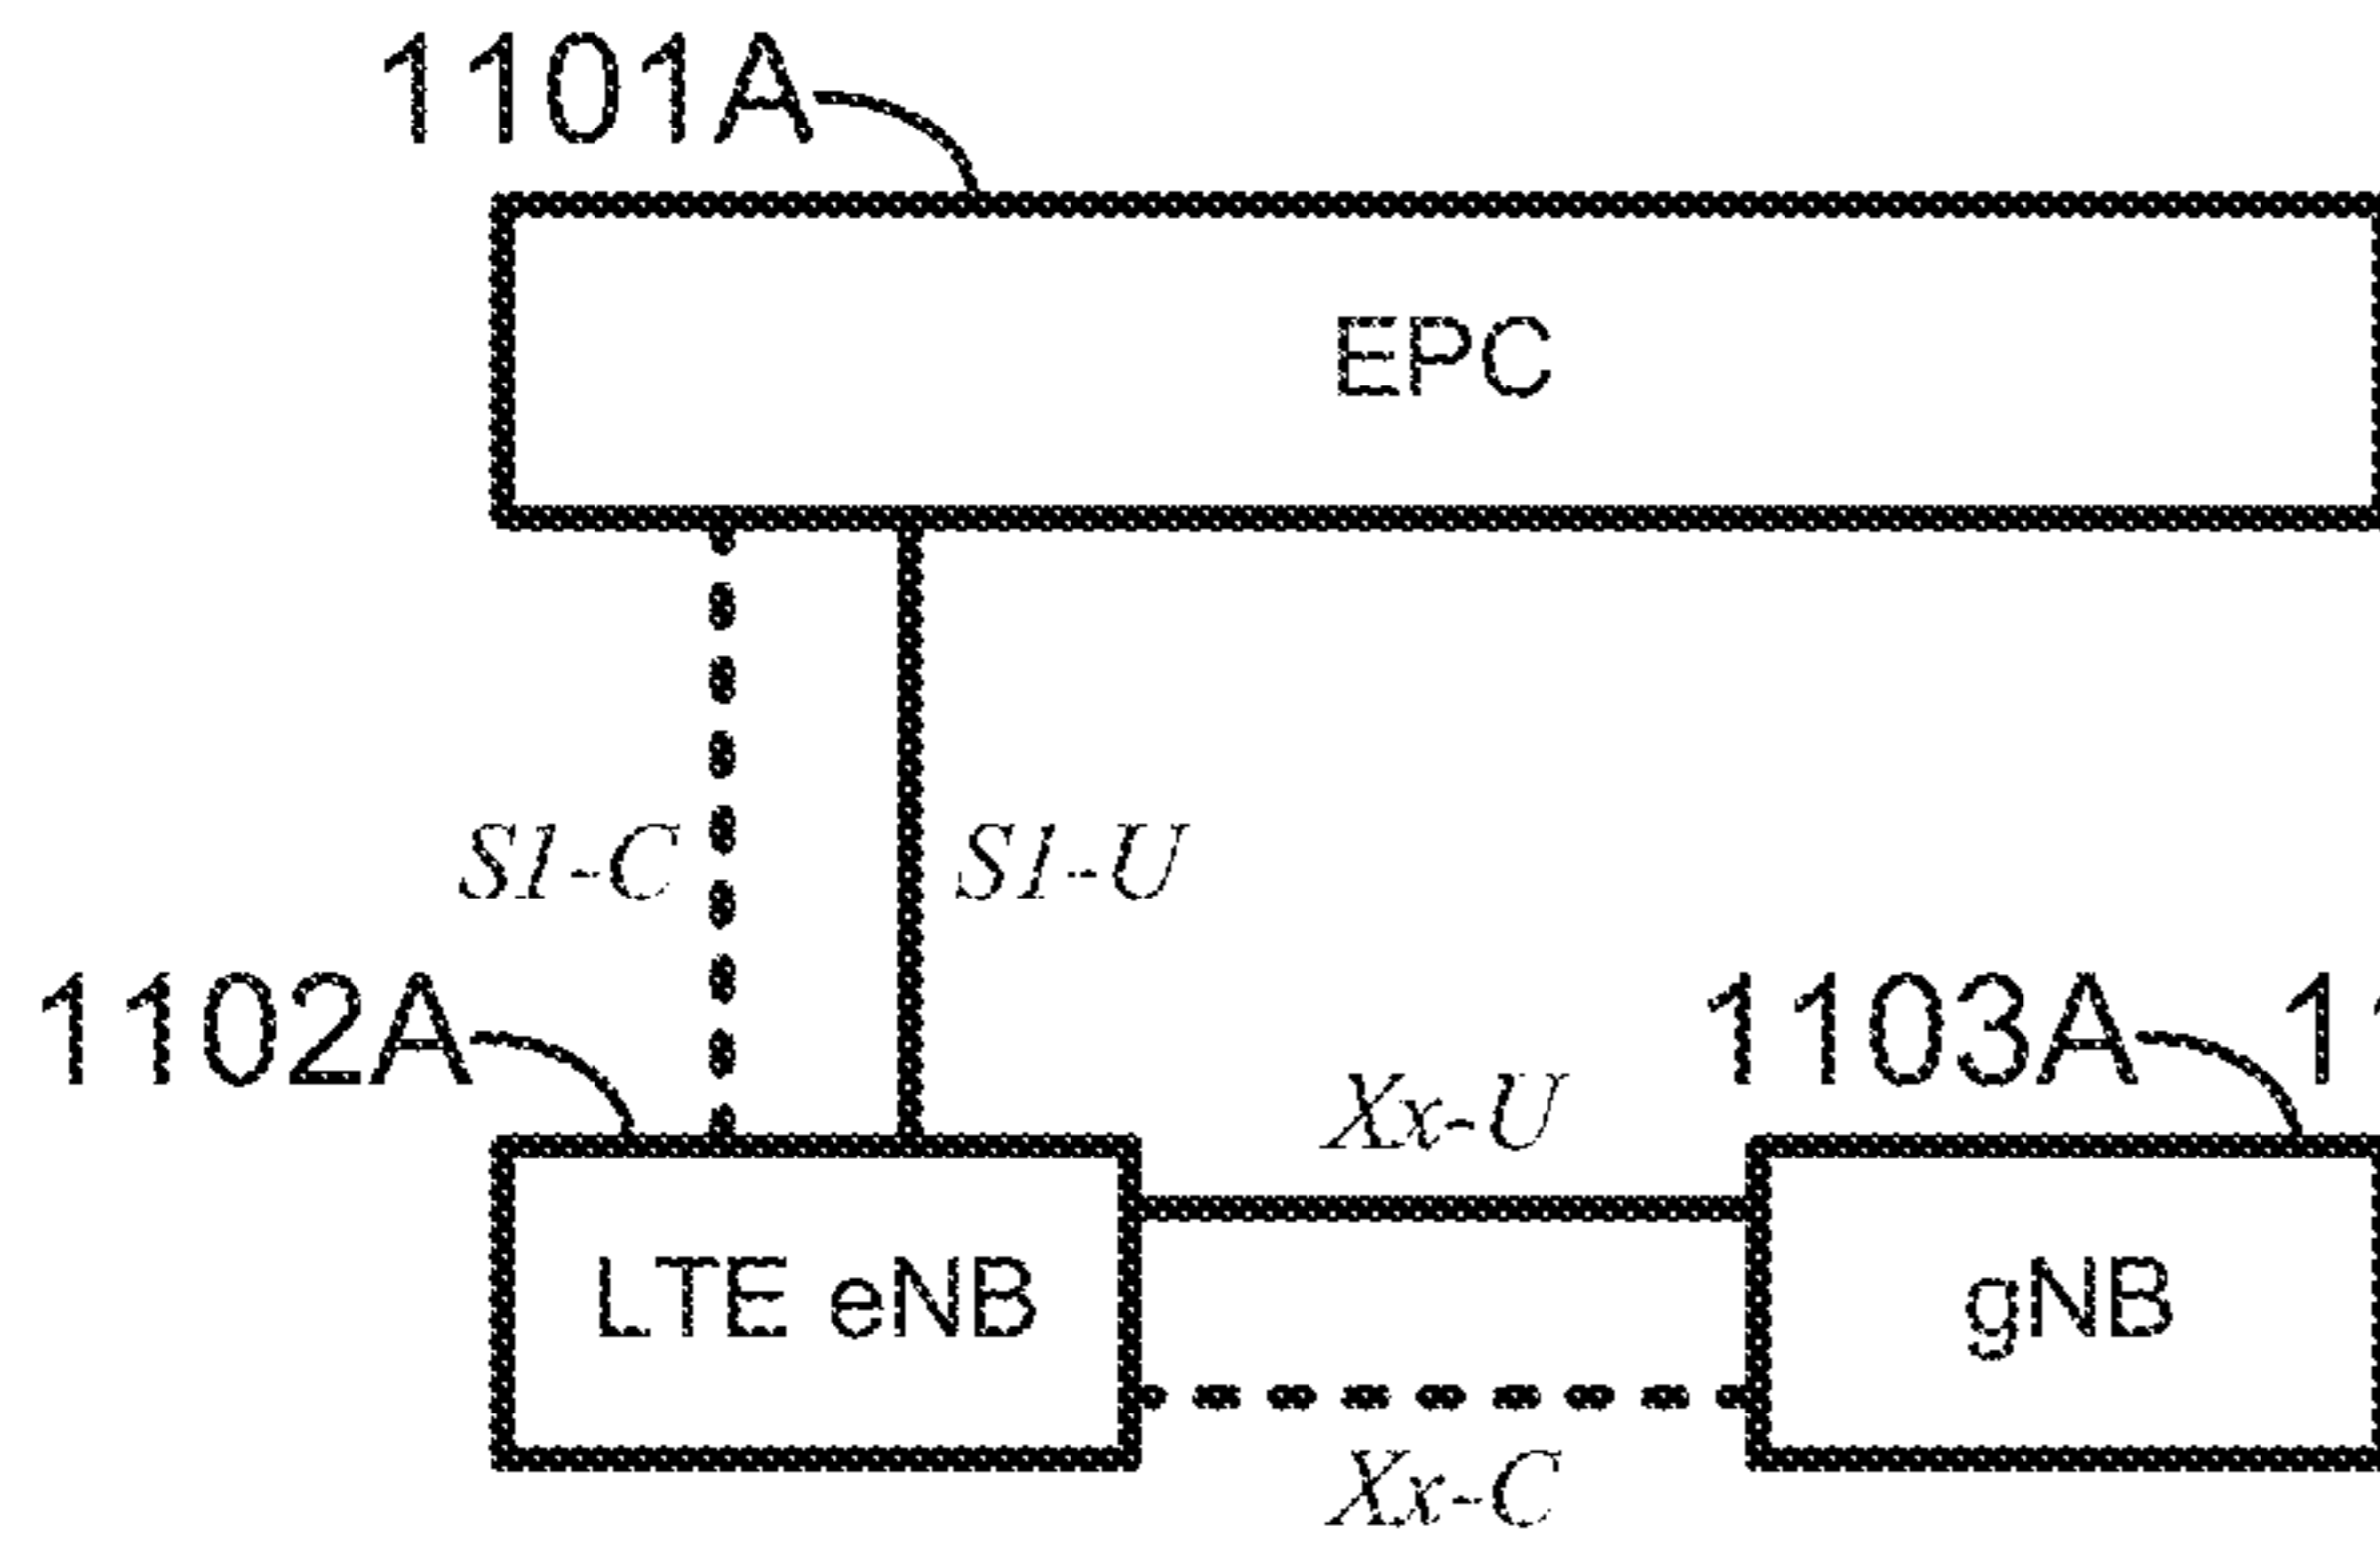 1101A
EPC
S1-C
S1-U
1102A
1103A
Xx-U
LTE eNB
gNB
Xx-C